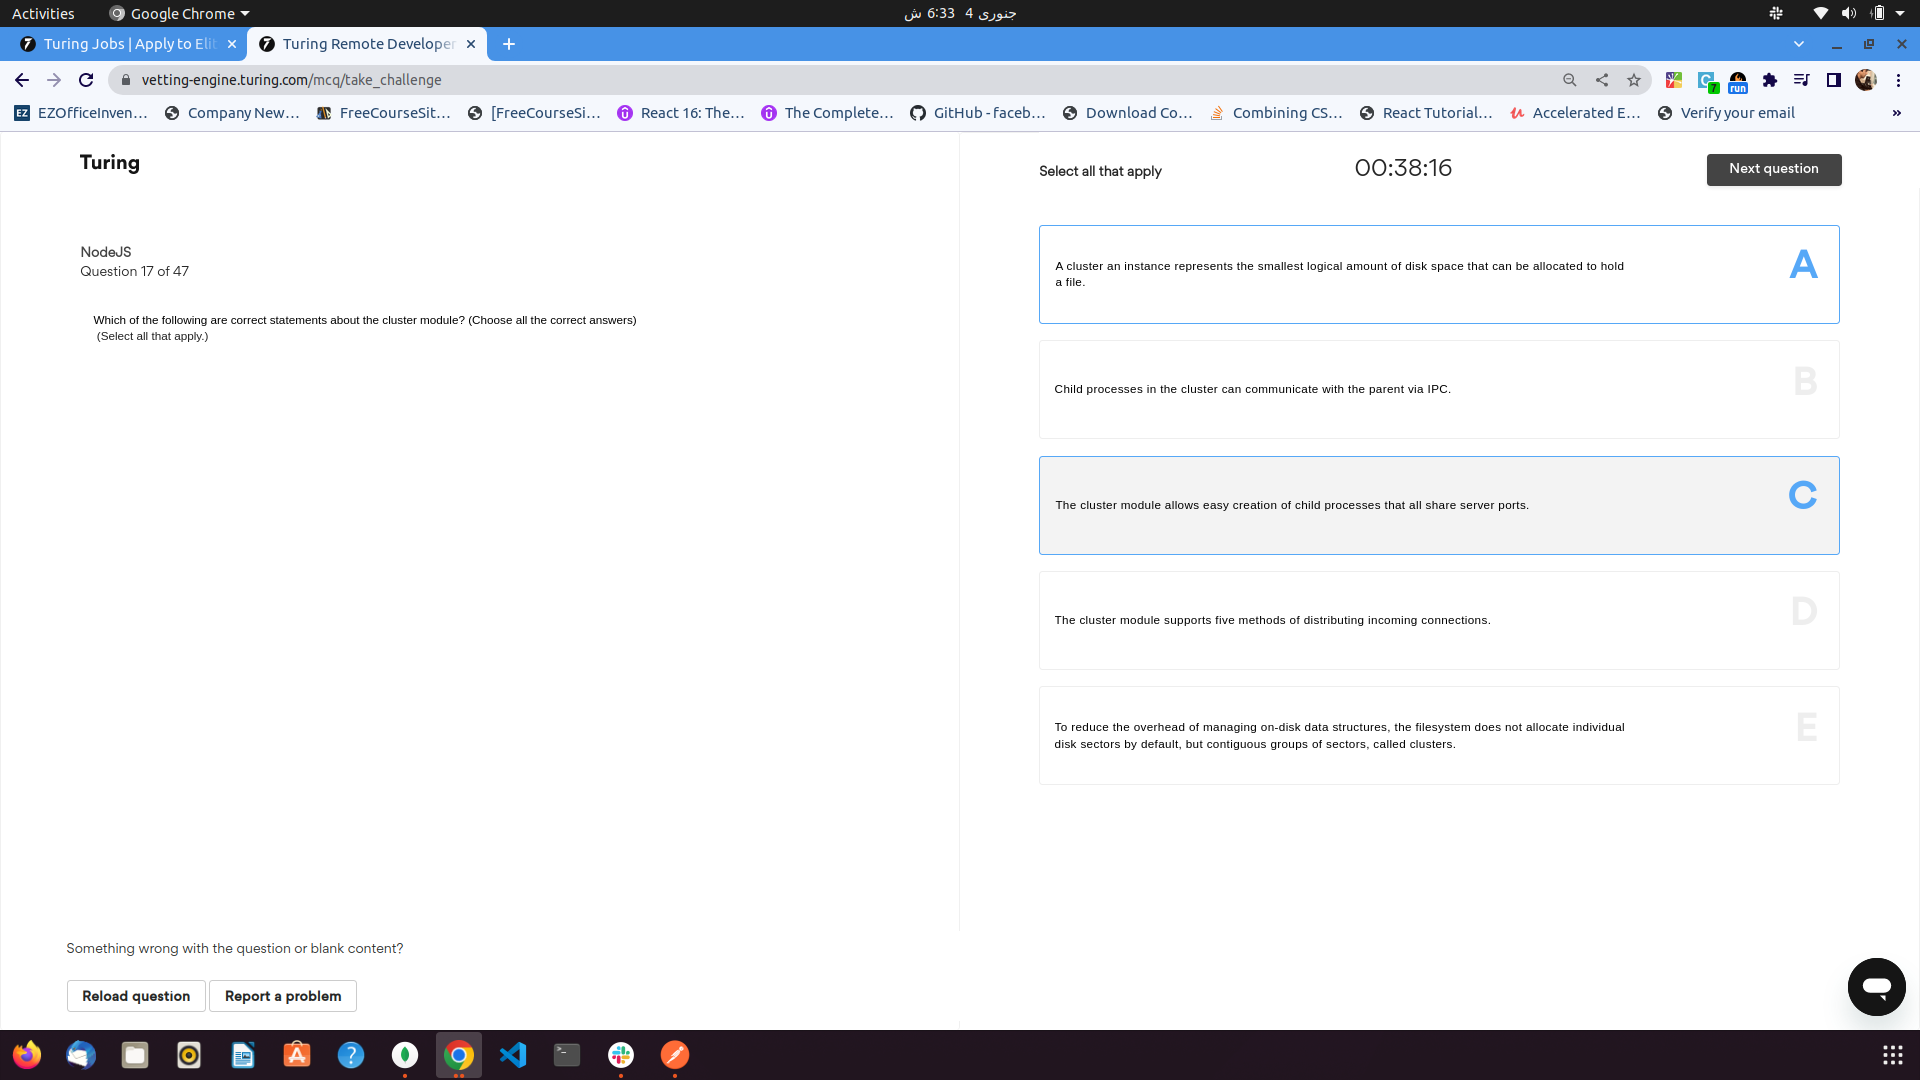 Activities
Google Chrome
جنوری 4 6:33 ش
Turing Jobs | Apply to Elit
Turing Remote Developer
vetting-engine.turing.com/mcq/take_challenge
7
run
EZ
EZOfficeInven...
Company New...
FreeCourseSit...
[FreeCourseSi...
React 16: The...
The Complete...
GitHub - faceb...
Download Co...
Combining CS...
React Tutorial...
Accelerated E...
Verify your email
»
Turing
Select all that apply
00:38:16
Next question
NodeJS
Question 17 of 47
Which of the following are correct statements about the cluster module? (Choose all the correct answers)
(Select all that apply.)
A
A cluster an instance represents the smallest logical amount of disk space that can be allocated to hold
a file.
B
Child processes in the cluster can communicate with the parent via IPC.
C
The cluster module allows easy creation of child processes that all share server ports.
D
The cluster module supports five methods of distributing incoming connections.
E
To reduce the overhead of managing on-disk data structures, the filesystem does not allocate individual
disk sectors by default, but contiguous groups of sectors, called clusters.
Something wrong with the question or blank content?
Reload question
Report a problem